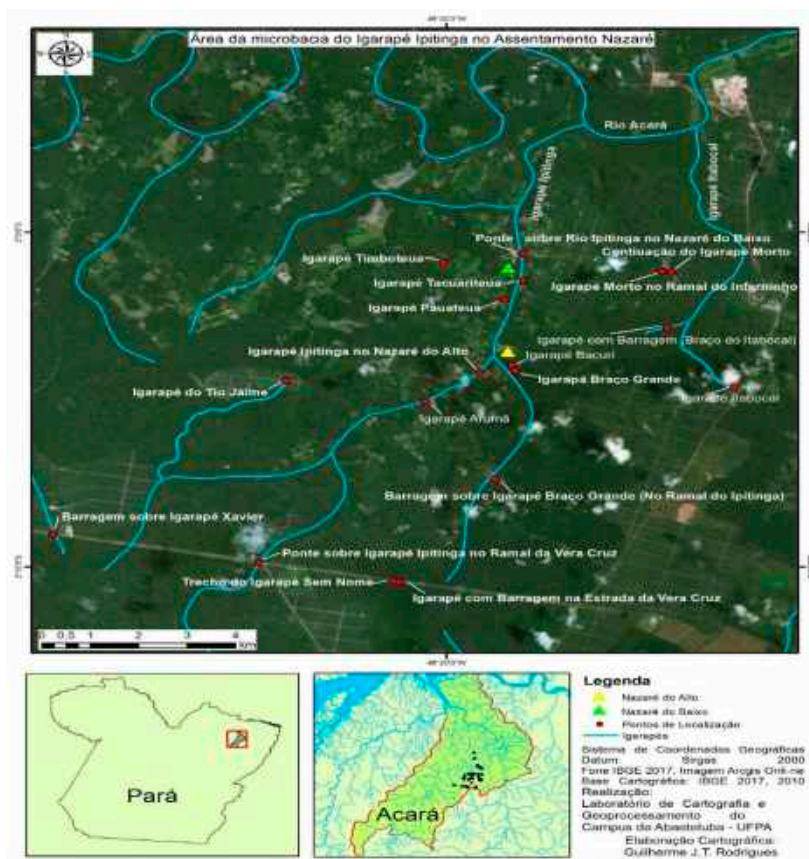 Área da microbacia do Igarapé Ipitinga no Assentamento Nazaré
Rio Acará
Igarapé Ipitinga
Igarapé Itabocal
Ponte sobre Rio Ipitinga no Nazaré do Baixo
Igarapé Timboteua
Continuação do Igarapé Morto
Igarapé Tacuariteua
Igarapé Morto no Ramal do Inferninho
Igarapé Pauateua
Igarapé com Barragem (Braço do Itabocal)
Igarapé Ipitinga no Nazaré do Alto
Igarapé Bacuri
Igarapé Braço Grande
Igarapé do Tio Jaime
Igarapé Itabocal
Igarapé Arumã
Barragem sobre Igarapé Braço Grande (No Ramal do Ipitinga)
Barragem sobre Igarapé Xavier
Ponte sobre Igarapé Ipitinga no Ramal da Vera Cruz
Trecho do Igarapé Sem Nome
Igarapé com Barragem na Estrada da Vera Cruz
0 0,5 1 2 3 4
km
Pará
Acará
Legenda
Nazaré do Alto
Nazaré do Baixo
Pontos de Localização
Igarapés
Sistema de Coordenadas Geográficas
Datum: Sirgas 2000
Fone IBGE 2017, Imagem Arcgis Onli-ne
Base Cartográfica: IBGE 2017, 2010
Realização:
Laboratório de Cartografia e
Geoprocessamento do
Campus do Abaetetuba - UFPA
Elaboração Cartográfica:
Guilherme J.T. Rodrigues